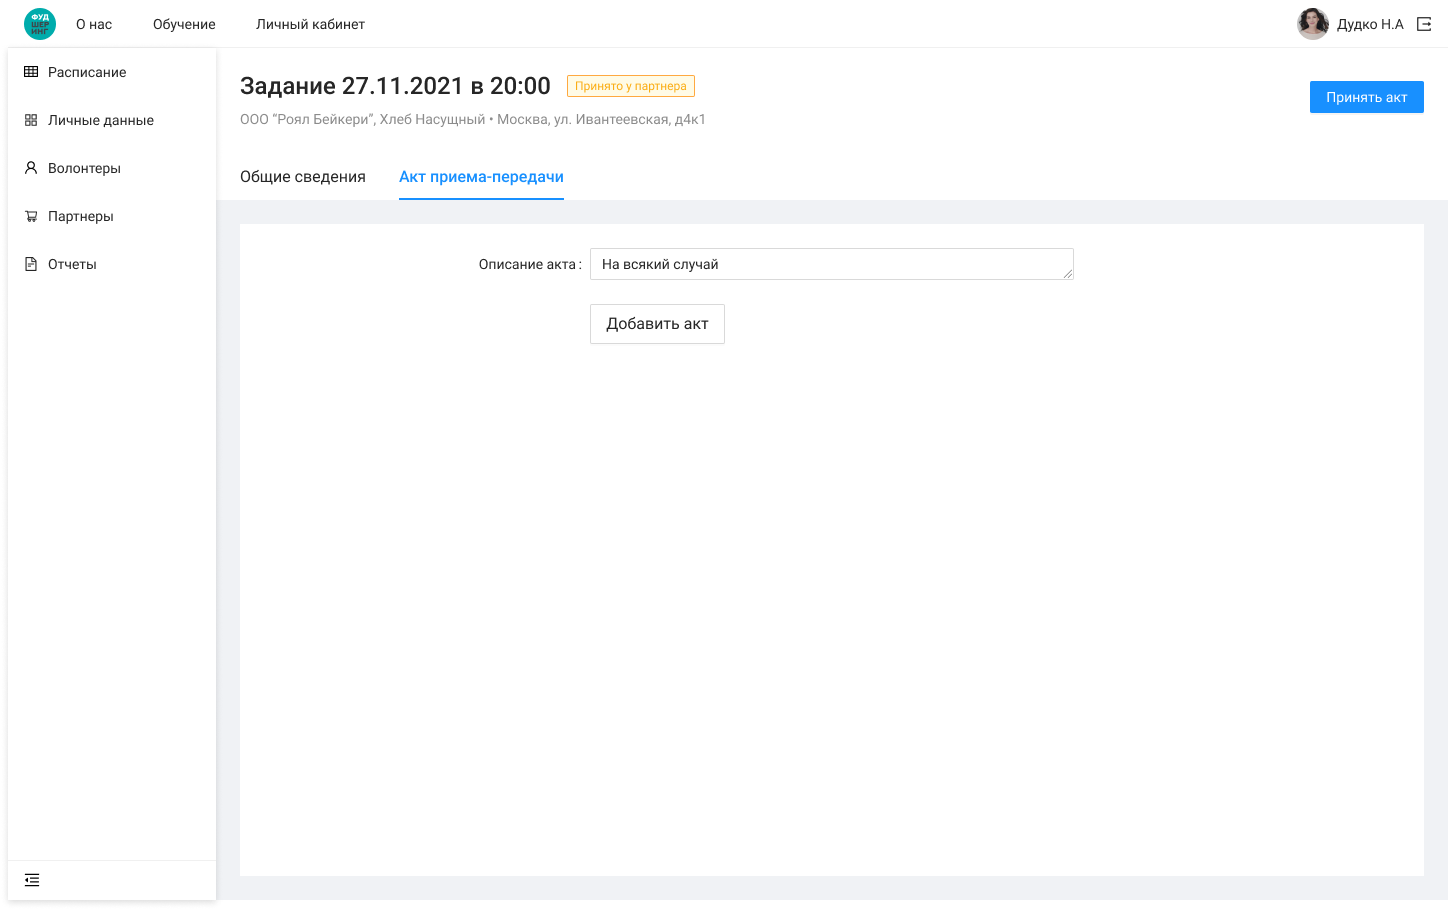 ФУД
ШЕР
ИНГ
О нас
Обучение
Личный кабинет
Дудко Н.А
Расписание
Личные данные
Волонтеры
Партнеры
Отчеты
Задание 27.11.2021 в 20:00
Принято у партнера
ООО “Роял Бейкери”, Хлеб Насущный • Москва, ул. Ивантеевская, д4к1
Принять акт
Общие сведения
Акт приема-передачи
Описание акта :
На всякий случай
Добавить акт